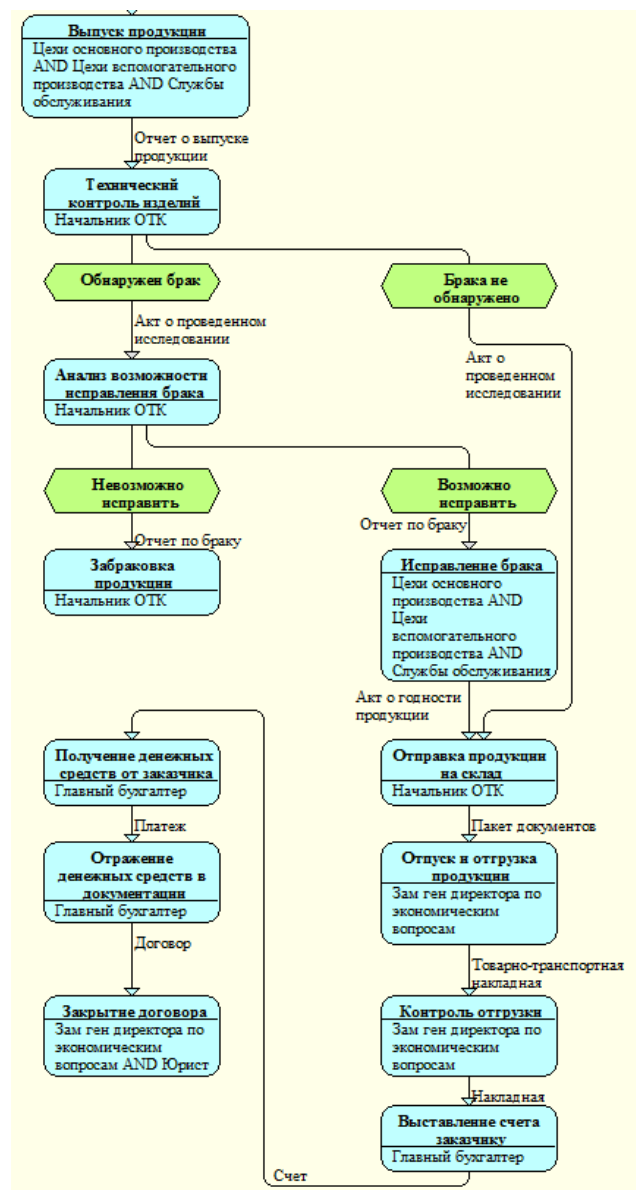 Выпуск продукции
Цехи основного производства
AND Цехи вспомогательного
производства AND Службы
обслуживания
Отчет о выпуске
продукции
Технический
контроль изделий
Начальник ОТК
Обнаружен брак
Брака не
обнаружено
Акт о проведенном
исследовании
Акт о
проведенном
исследовании
Анализ возможности
исправления брака
Начальник ОТК
Невозможно
исправить
Возможно
исправить
Отчет по браку
Отчет по браку
Забраковка
продукции
Начальник ОТК
Исправление брака
Цехи основного
производства AND
Цехи
вспомогательного
производства AND
Службы обслуживания
Акт о годности
продукции
Получение денежных
средств от заказчика
Главный бухгалтер
Отправка продукции
на склад
Начальник ОТК
Платеж
Пакет документов
Отражение
денежных средств в
документации
Главный бухгалтер
Отпуск и отгрузка
продукции
Зам ген директора по
экономическим
вопросам
Договор
Товарно-транспортная
накладная
Закрытие договора
Зам ген директора по
экономическим
вопросам AND Юрист
Контроль отгрузки
Зам ген директора по
экономическим
вопросам
Накладная
Выставление счета
заказчику
Главный бухгалтер
Счет